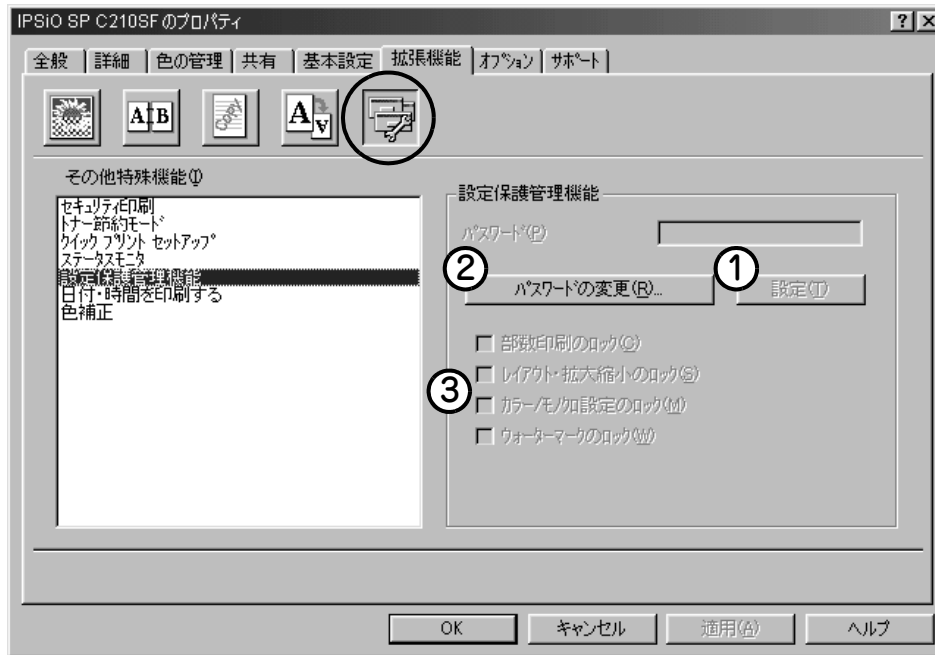 IPSiO SP C210SFのプロパティ
全般 詳細 色の管理 共有 基本設定 拡張機能 オプション サポート
A B Copy A A
その他特殊機能(I)
セキュリティ印刷
トナー節約モード
クイック プリント セットアップ
ステータスモニタ
設定保護管理機能
日付・時間を印刷する
色補正
設定保護管理機能
パスワード(P)
② ①
パスワードの変更(R)... 設定(T)
部数印刷のロック(C)
レイアウト・拡大縮小のロック(S)
③
カラー/モノクロ設定のロック(M)
ウォーターマークのロック(W)
OK キャンセル 適用(A) ヘルプ